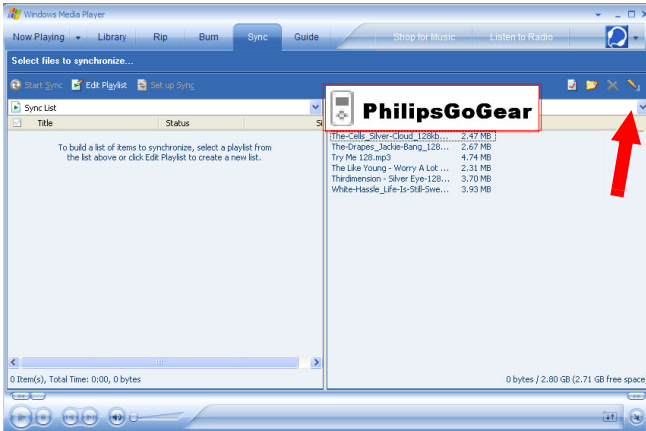 Windows Media Player
Now Playing Library Rip Burn Sync Guide Shop for Music Listen to Radio
Select files to synchronize...
Start Sync Edit Playlist Set up Sync
PhilipsGoGear
Sync List
Title Status Si
To build a list of items to synchronize, select a playlist from
the list above or click Edit Playlist to create a new list.
The-Cells_Silver-Cloud_128kb... 2.47 MB
The-Drapes_Jackie-Bang_128... 2.67 MB
Try Me 128.mp3 4.74 MB
The Like Young - Worry A Lot ... 2.31 MB
Thirdimension - Silver Eye-128... 3.70 MB
White-Hassle_Life-Is-Still-Swe... 3.93 MB
0 Item(s), Total Time: 0:00, 0 bytes
0 bytes / 2.80 GB (2.71 GB free space